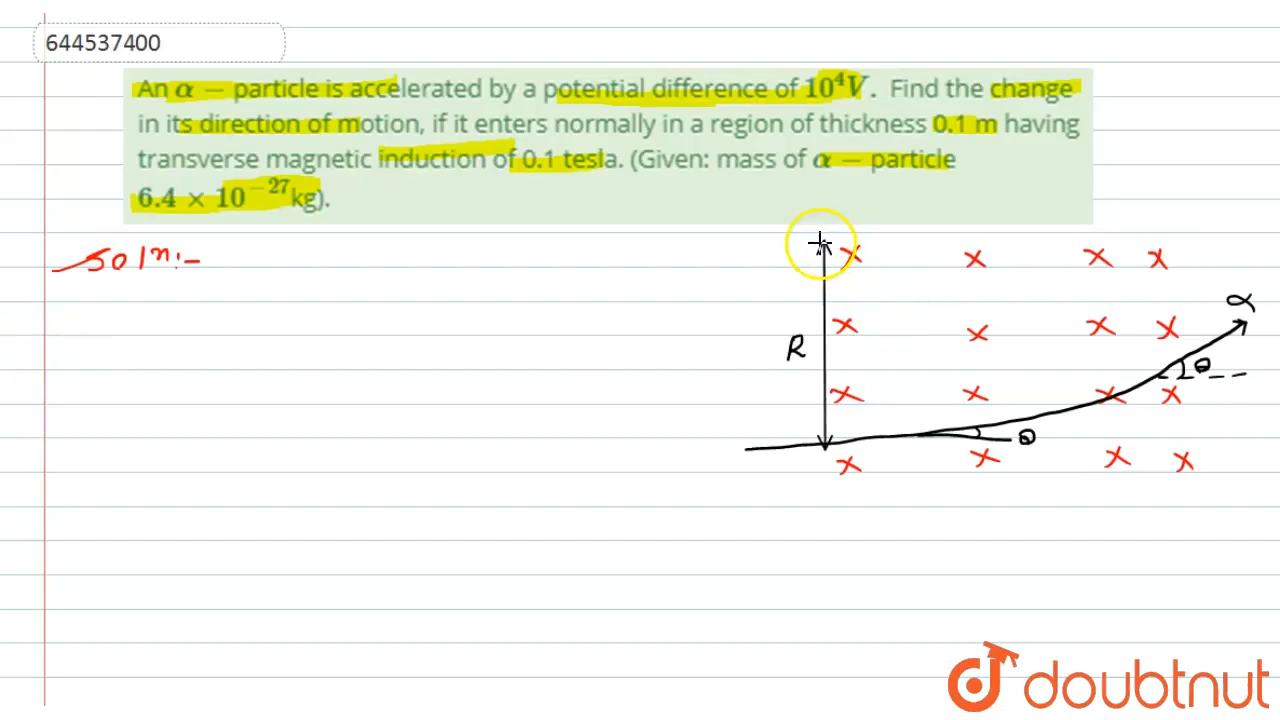 644537400
An α − particle is accelerated by a potential difference of 10⁴V. Find the change
in its direction of motion, if it enters normally in a region of thickness 0.1 m having
transverse magnetic induction of 0.1 tesla. (Given: mass of α − particle
6.4 × 10⁻²⁷kg).
Solⁿ:-
x x x x
α
x x x x
R
θ
x x x x
θ
x x x x
doubtnut